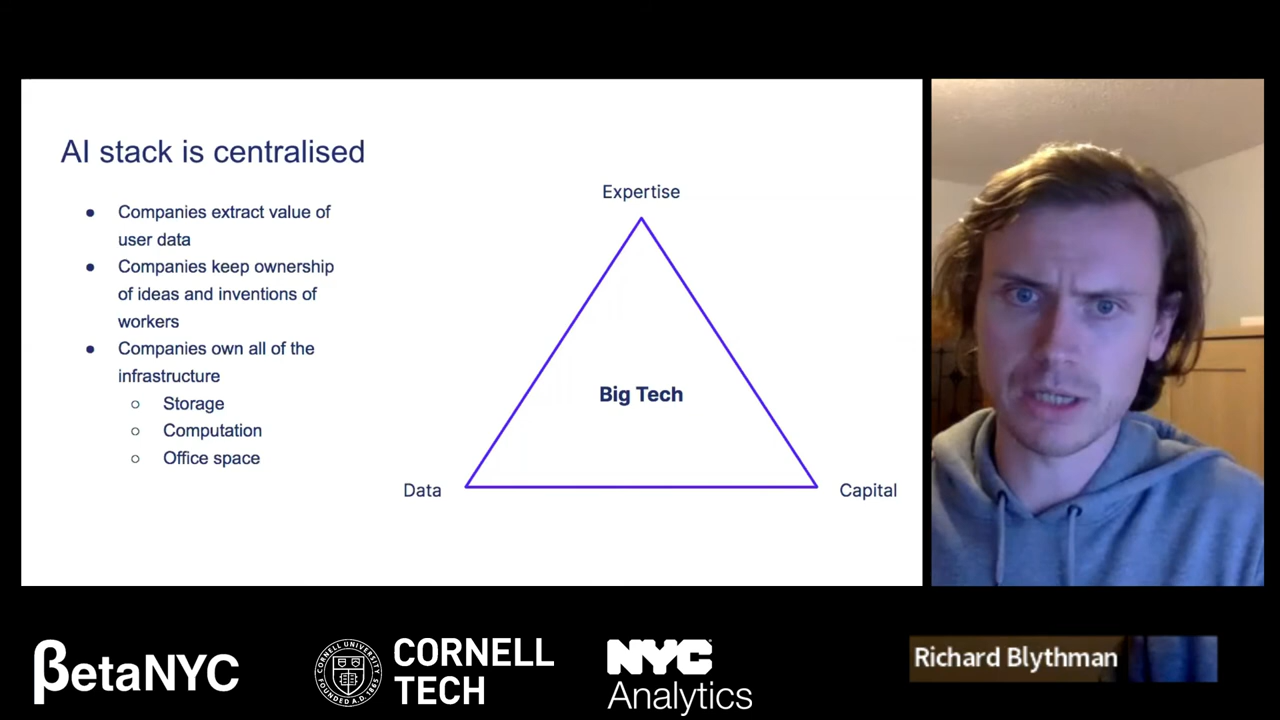 AI stack is centralised
● Companies extract value of
user data
● Companies keep ownership
of ideas and inventions of
workers
● Companies own all of the
infrastructure
○ Storage
○ Computation
○ Office space
Expertise
Big Tech
Data
Capital
βetaNYC
CORNELL
TECH
NYC
Analytics
Richard Blythman